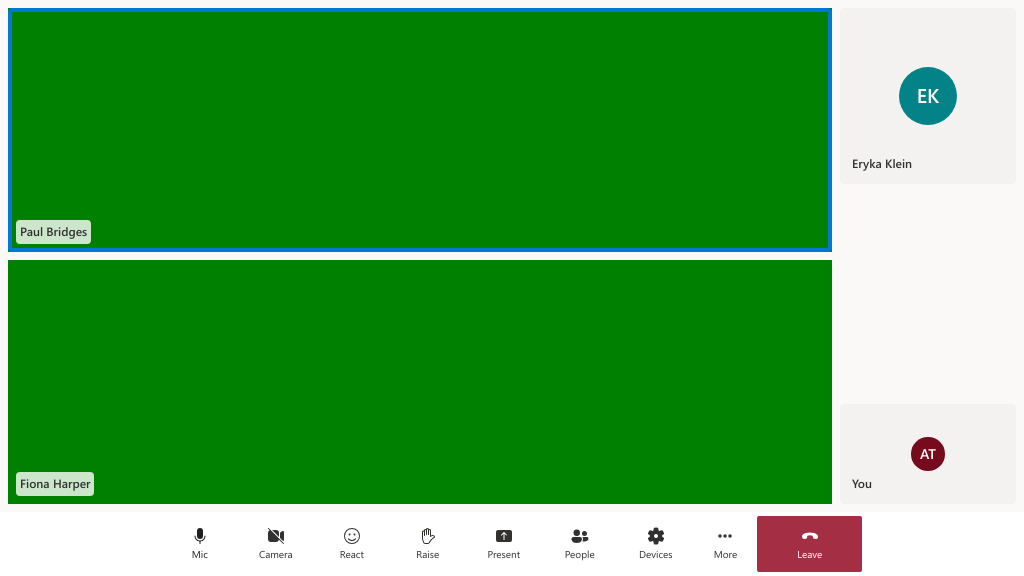 EK
Eryka Klein
Paul Bridges
Fiona Harper
AT
You
Mic
Camera
React
Raise
Present
People
Devices
More
Leave